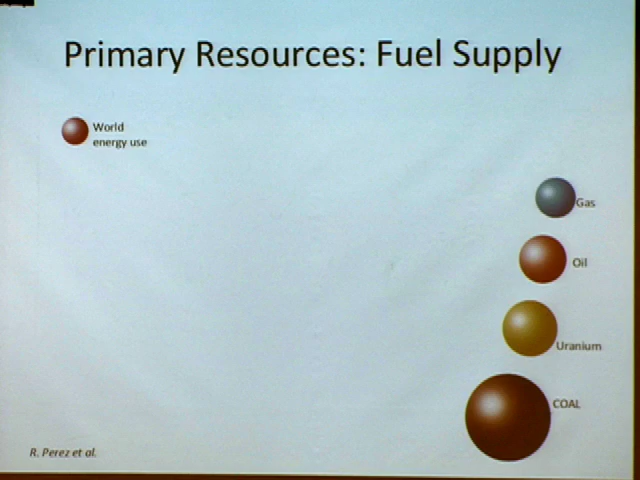 Primary Resources: Fuel Supply
World
energy use
Gas
Oil
Uranium
COAL
R. Perez et al.